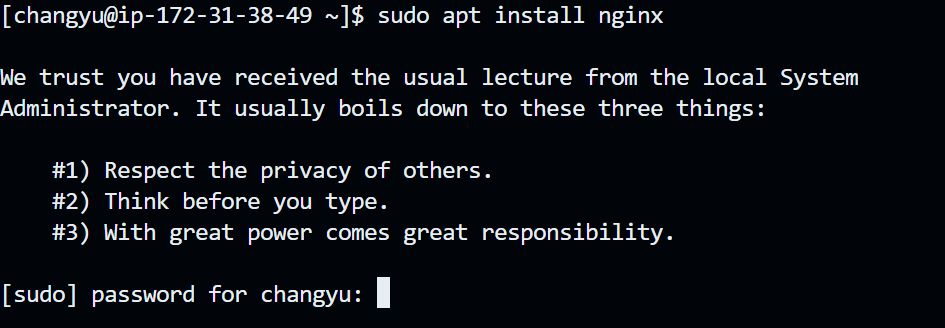 [changyu@ip-172-31-38-49 ~]$ sudo apt install nginx
We trust you have received the usual lecture from the local System
Administrator. It usually boils down to these three things:
#1) Respect the privacy of others.
#2) Think before you type.
#3) With great power comes great responsibility.
[sudo] password for changyu: